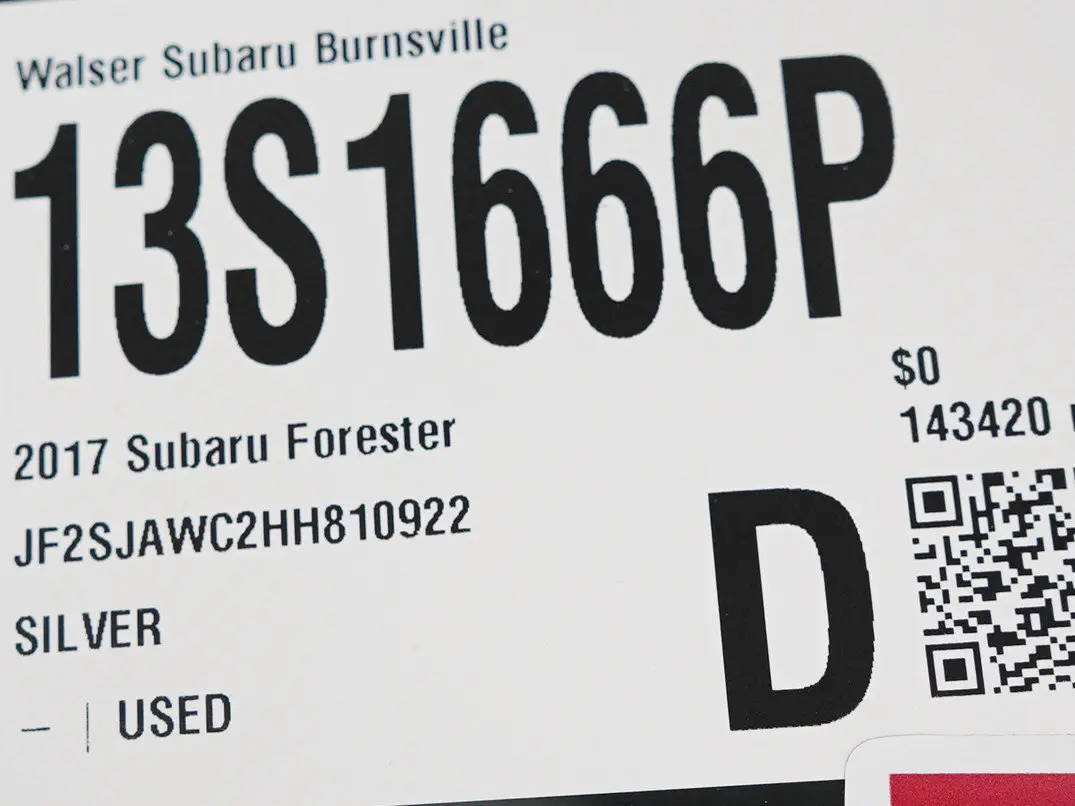 Walser Subaru Burnsville
13S1666P
$0
2017 Subaru Forester
143420
JF2SJAWC2HH810922
D
SILVER
– | USED